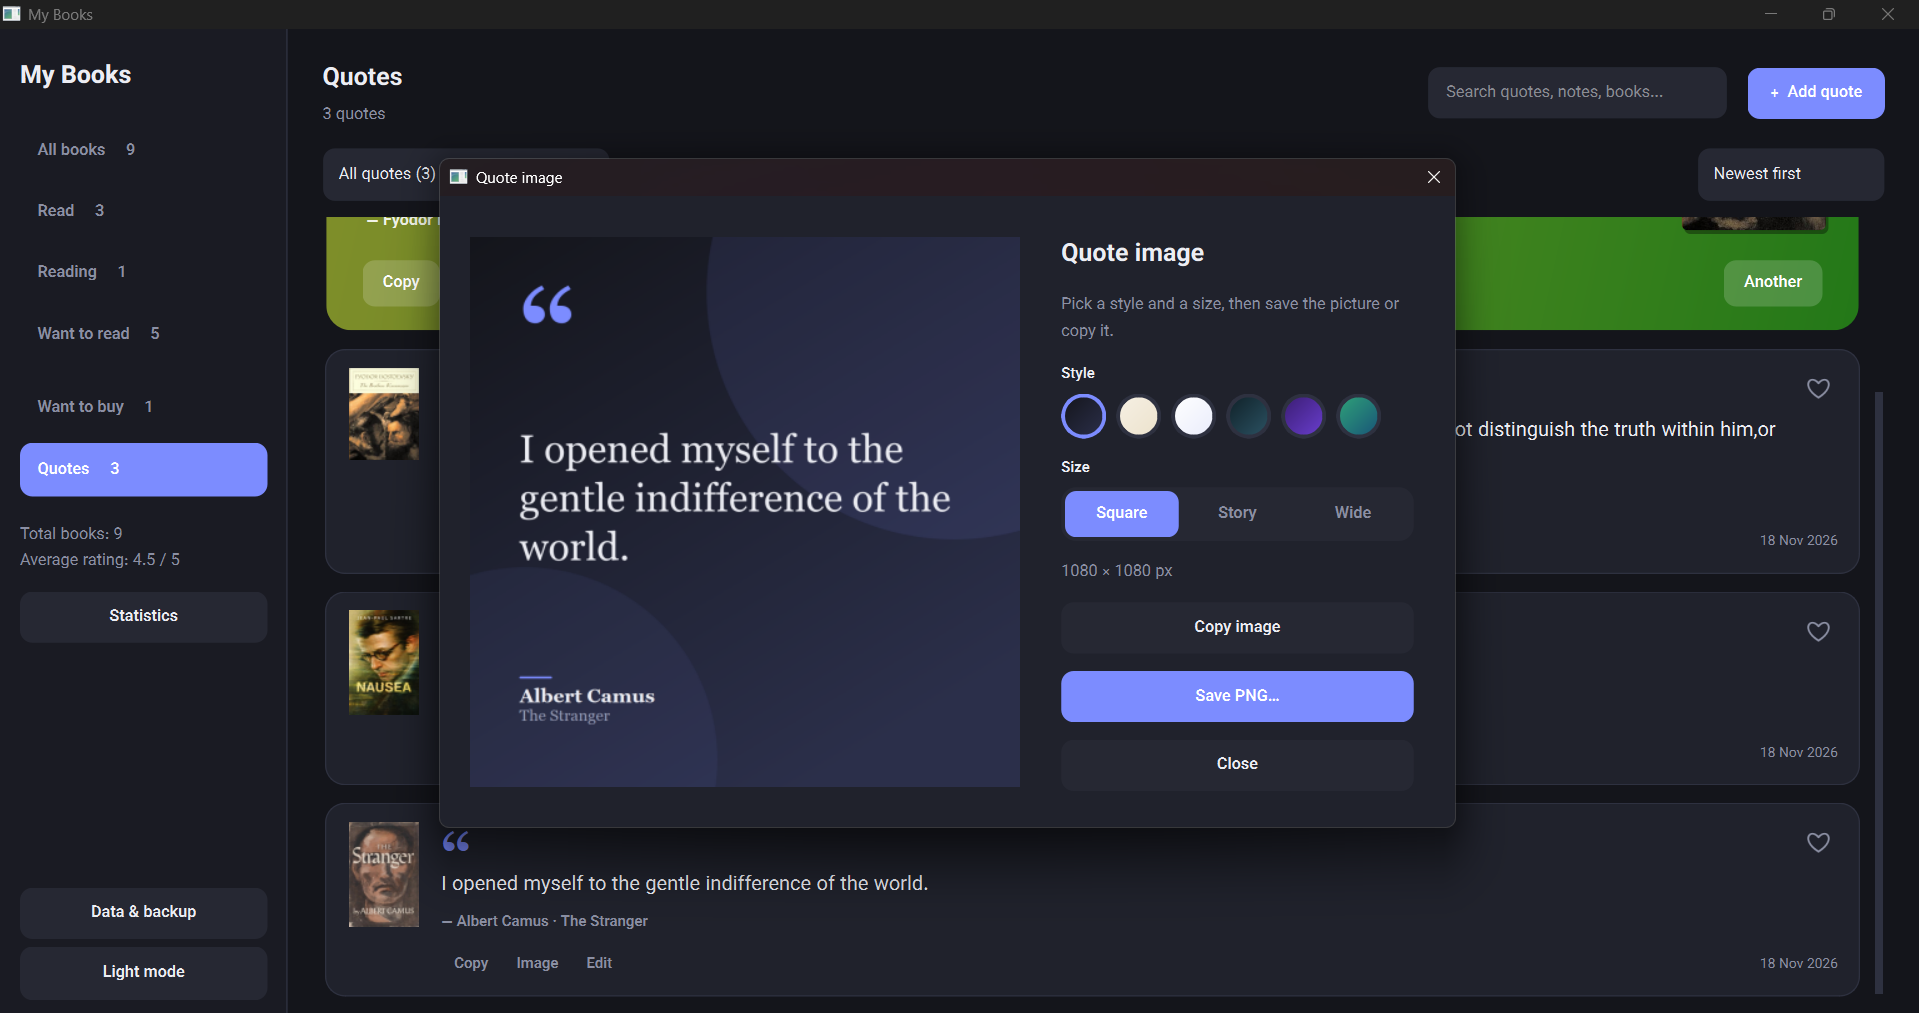 My Books
My Books
All books 9
Read 3
Reading 1
Want to read 5
Want to buy 1
Quotes 3
Total books: 9
Average rating: 4.5 / 5
Statistics
Data & backup
Light mode
Quotes
3 quotes
Search quotes, notes, books...
+ Add quote
All quotes (3)
Newest first
— Fyodor
Copy
Another
Quote image
“
I opened myself to the
gentle indifference of the
world.
Albert Camus
The Stranger
Quote image
Pick a style and a size, then save the picture or
copy it.
Style
Size
Square Story Wide
1080 × 1080 px
Copy image
Save PNG...
Close
ot distinguish the truth within him,or
18 Nov 2026
NAUSEA
18 Nov 2026
THE
Stranger
by ALBERT CAMUS
“
I opened myself to the gentle indifference of the world.
— Albert Camus · The Stranger
Copy Image Edit
18 Nov 2026